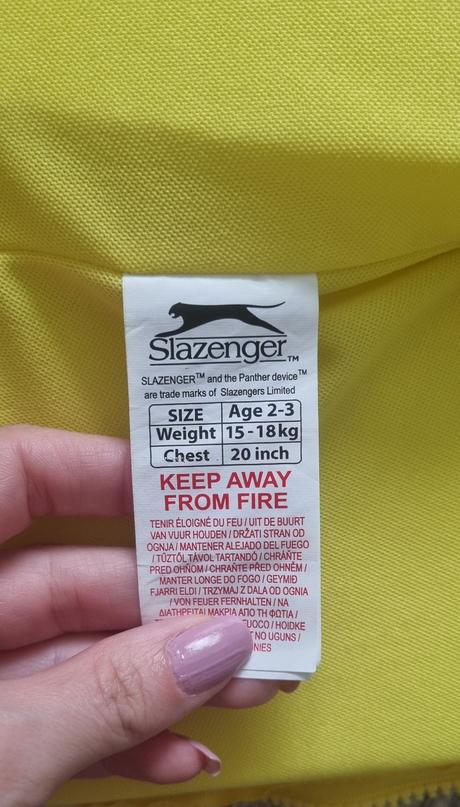 Slazenger™
SLAZENGER™ and the Panther device™
are trade marks of Slazengers Limited
SIZE Age 2-3
Weight 15-18kg
Chest 20 inch
KEEP AWAY
FROM FIRE
TENIR ÉLOIGNÉ DU FEU / UIT DE BUURT
VAN VUUR HOUDEN / DRŽATI STRAN OD
OGNJA / MANTENER ALEJADO DEL FUEGO
/ TŰZTŐL TÁVOL TARTANDÓ / CHRÁŇTE
PRED OHŇOM / CHRAŇTE PŘED OHNĚM /
MANTER LONGE DO FOGO / GEYMIÐ
FJARRI ELDI / TRZYMAJ Z DALA OD OGNIA
/ VON FEUER FERNHALTEN / NA
ΔΙΑΤΗΡΕΙΤΑΙ ΜΑΚΡΙΑ ΑΠΟ ΤΗ ΦΩΤΙΑ /
/ HOIDKE
NO UGUNS /